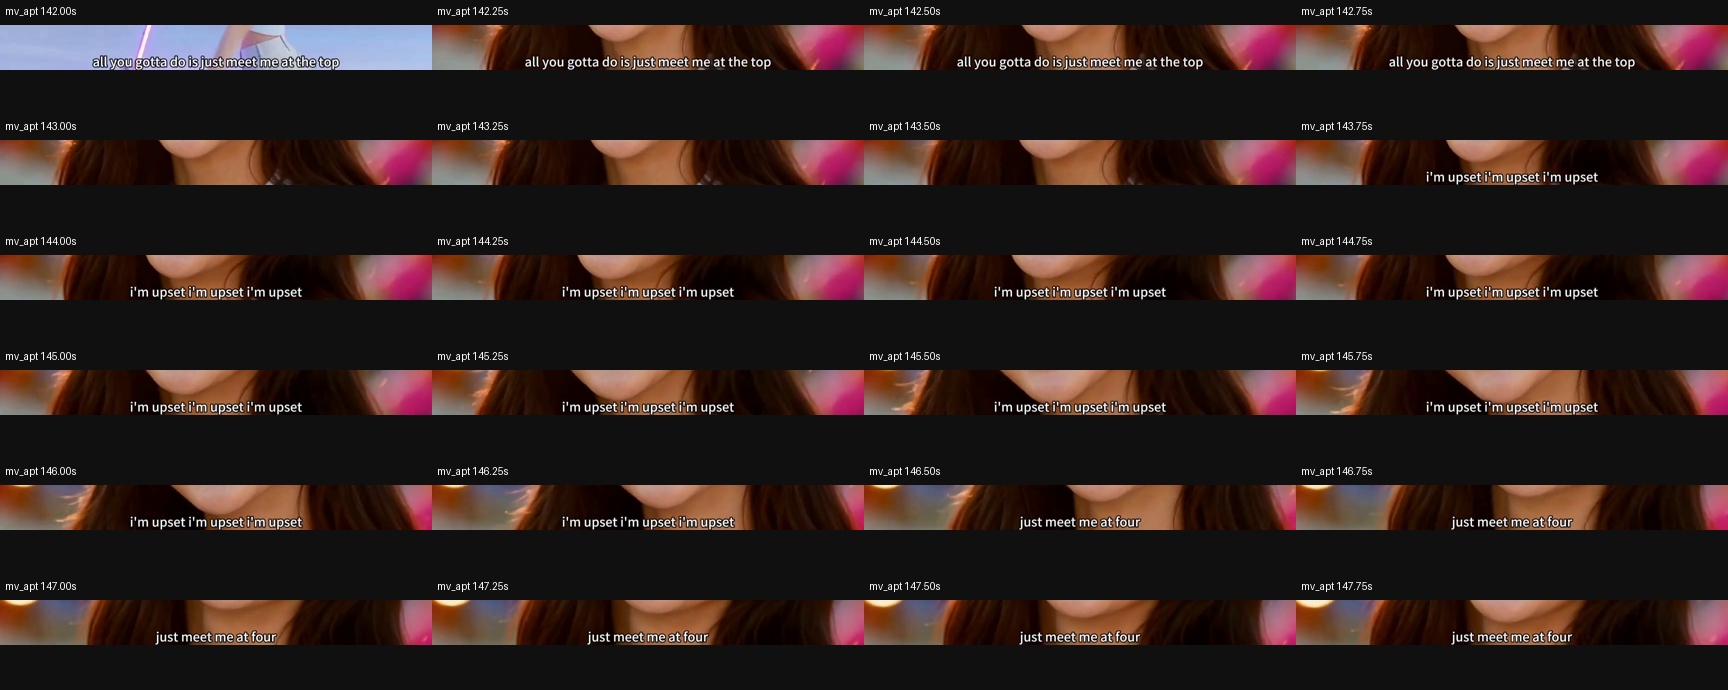 mv_apt 142.00s
mv_apt 142.25s
mv_apt 142.50s
mv_apt 142.75s
all you gotta do is just meet me at the top
all you gotta do is just meet me at the top
all you gotta do is just meet me at the top
all you gotta do is just meet me at the top
mv_apt 143.00s
mv_apt 143.25s
mv_apt 143.50s
mv_apt 143.75s
i'm upset i'm upset i'm upset
mv_apt 144.00s
mv_apt 144.25s
mv_apt 144.50s
mv_apt 144.75s
i'm upset i'm upset i'm upset
i'm upset i'm upset i'm upset
i'm upset i'm upset i'm upset
i'm upset i'm upset i'm upset
mv_apt 145.00s
mv_apt 145.25s
mv_apt 145.50s
mv_apt 145.75s
i'm upset i'm upset i'm upset
i'm upset i'm upset i'm upset
i'm upset i'm upset i'm upset
i'm upset i'm upset i'm upset
mv_apt 146.00s
mv_apt 146.25s
mv_apt 146.50s
mv_apt 146.75s
i'm upset i'm upset i'm upset
i'm upset i'm upset i'm upset
just meet me at four
just meet me at four
mv_apt 147.00s
mv_apt 147.25s
mv_apt 147.50s
mv_apt 147.75s
just meet me at four
just meet me at four
just meet me at four
just meet me at four